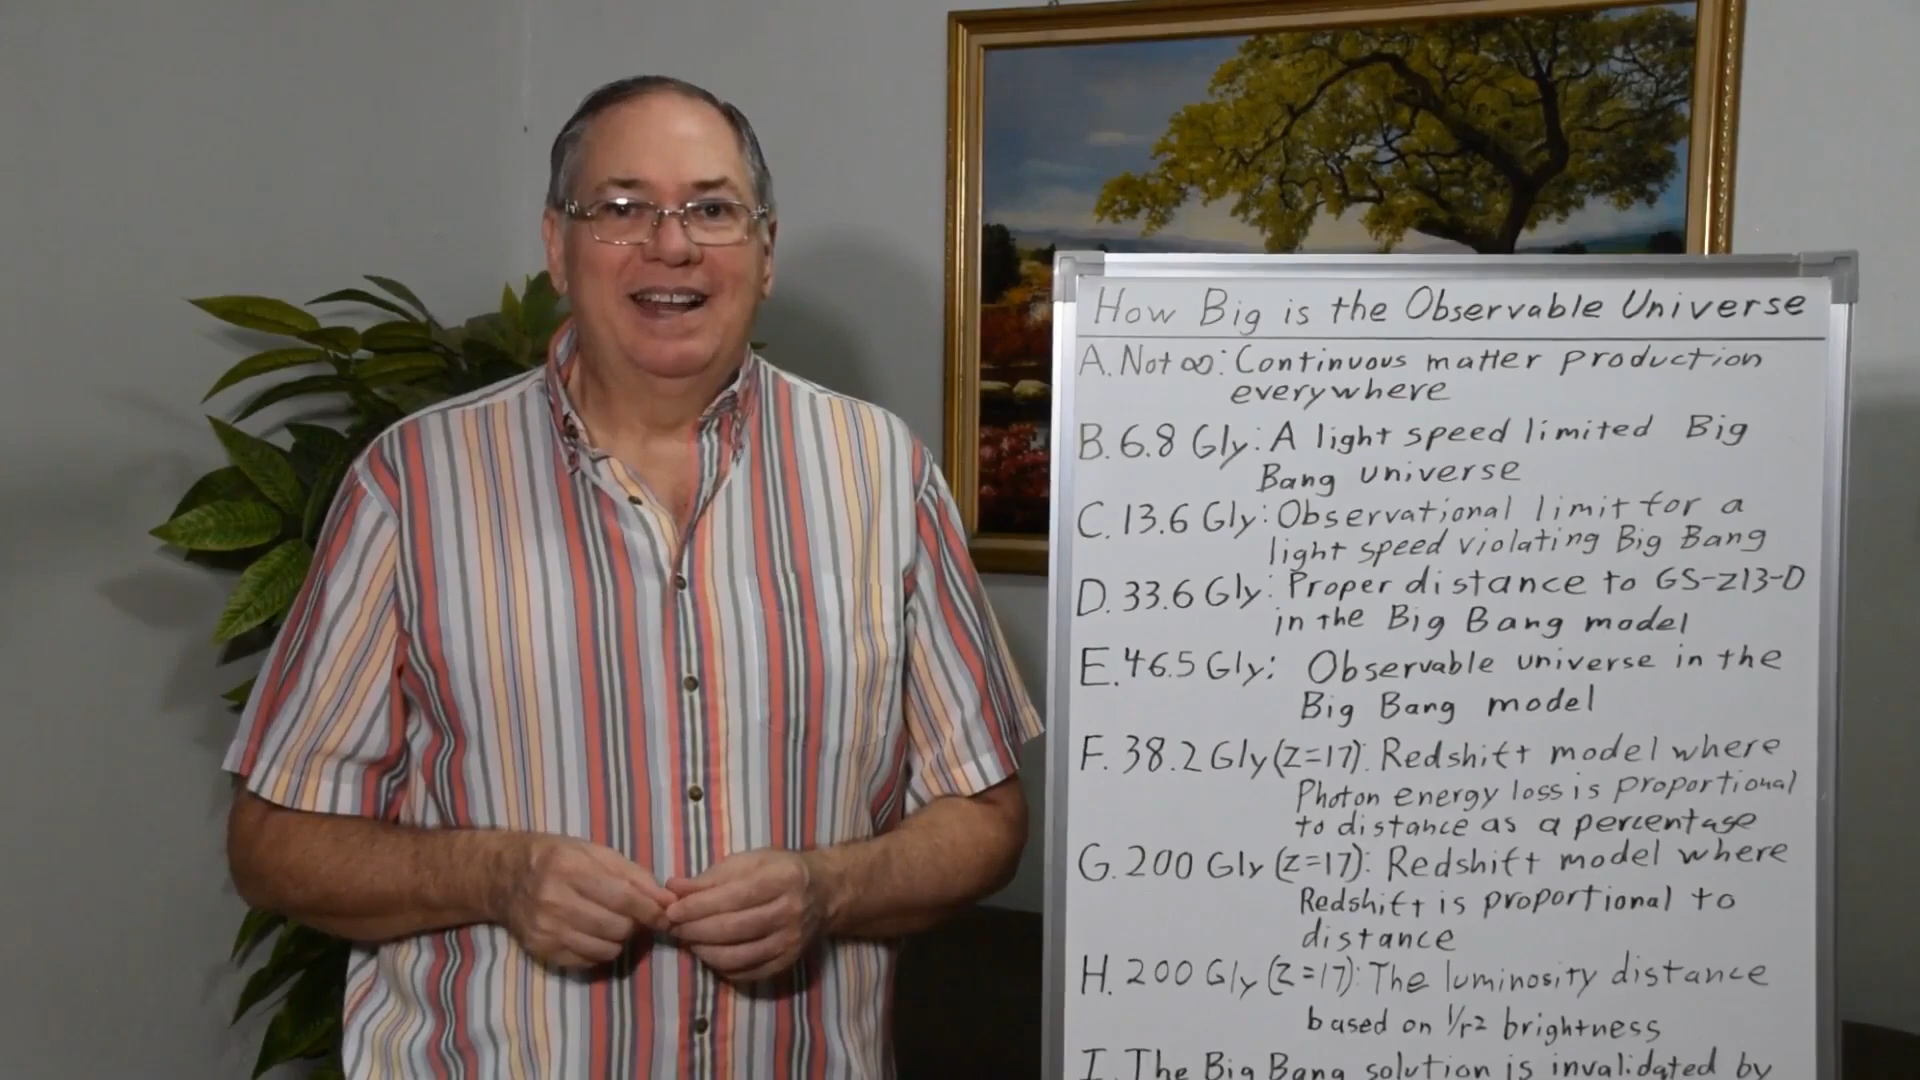 How Big is the Observable Universe
A. Not ∞: Continuous matter production
everywhere
B. 6.8 Gly: A light speed limited Big
Bang universe
C. 13.6 Gly: Observational limit for a
light speed violating Big Bang
D. 33.6 Gly: Proper distance to GS-z13-0
in the Big Bang model
E. 46.5 Gly: Observable universe in the
Big Bang model
F. 38.2 Gly (z=17): Redshift model where
Photon energy loss is proportional
to distance as a percentage
G. 200 Gly (z=17): Redshift model where
Redshift is proportional to
distance
H. 200 Gly (z=17): The luminosity distance
based on 1/r2 brightness
I. The Big Bang solution is invalidated by